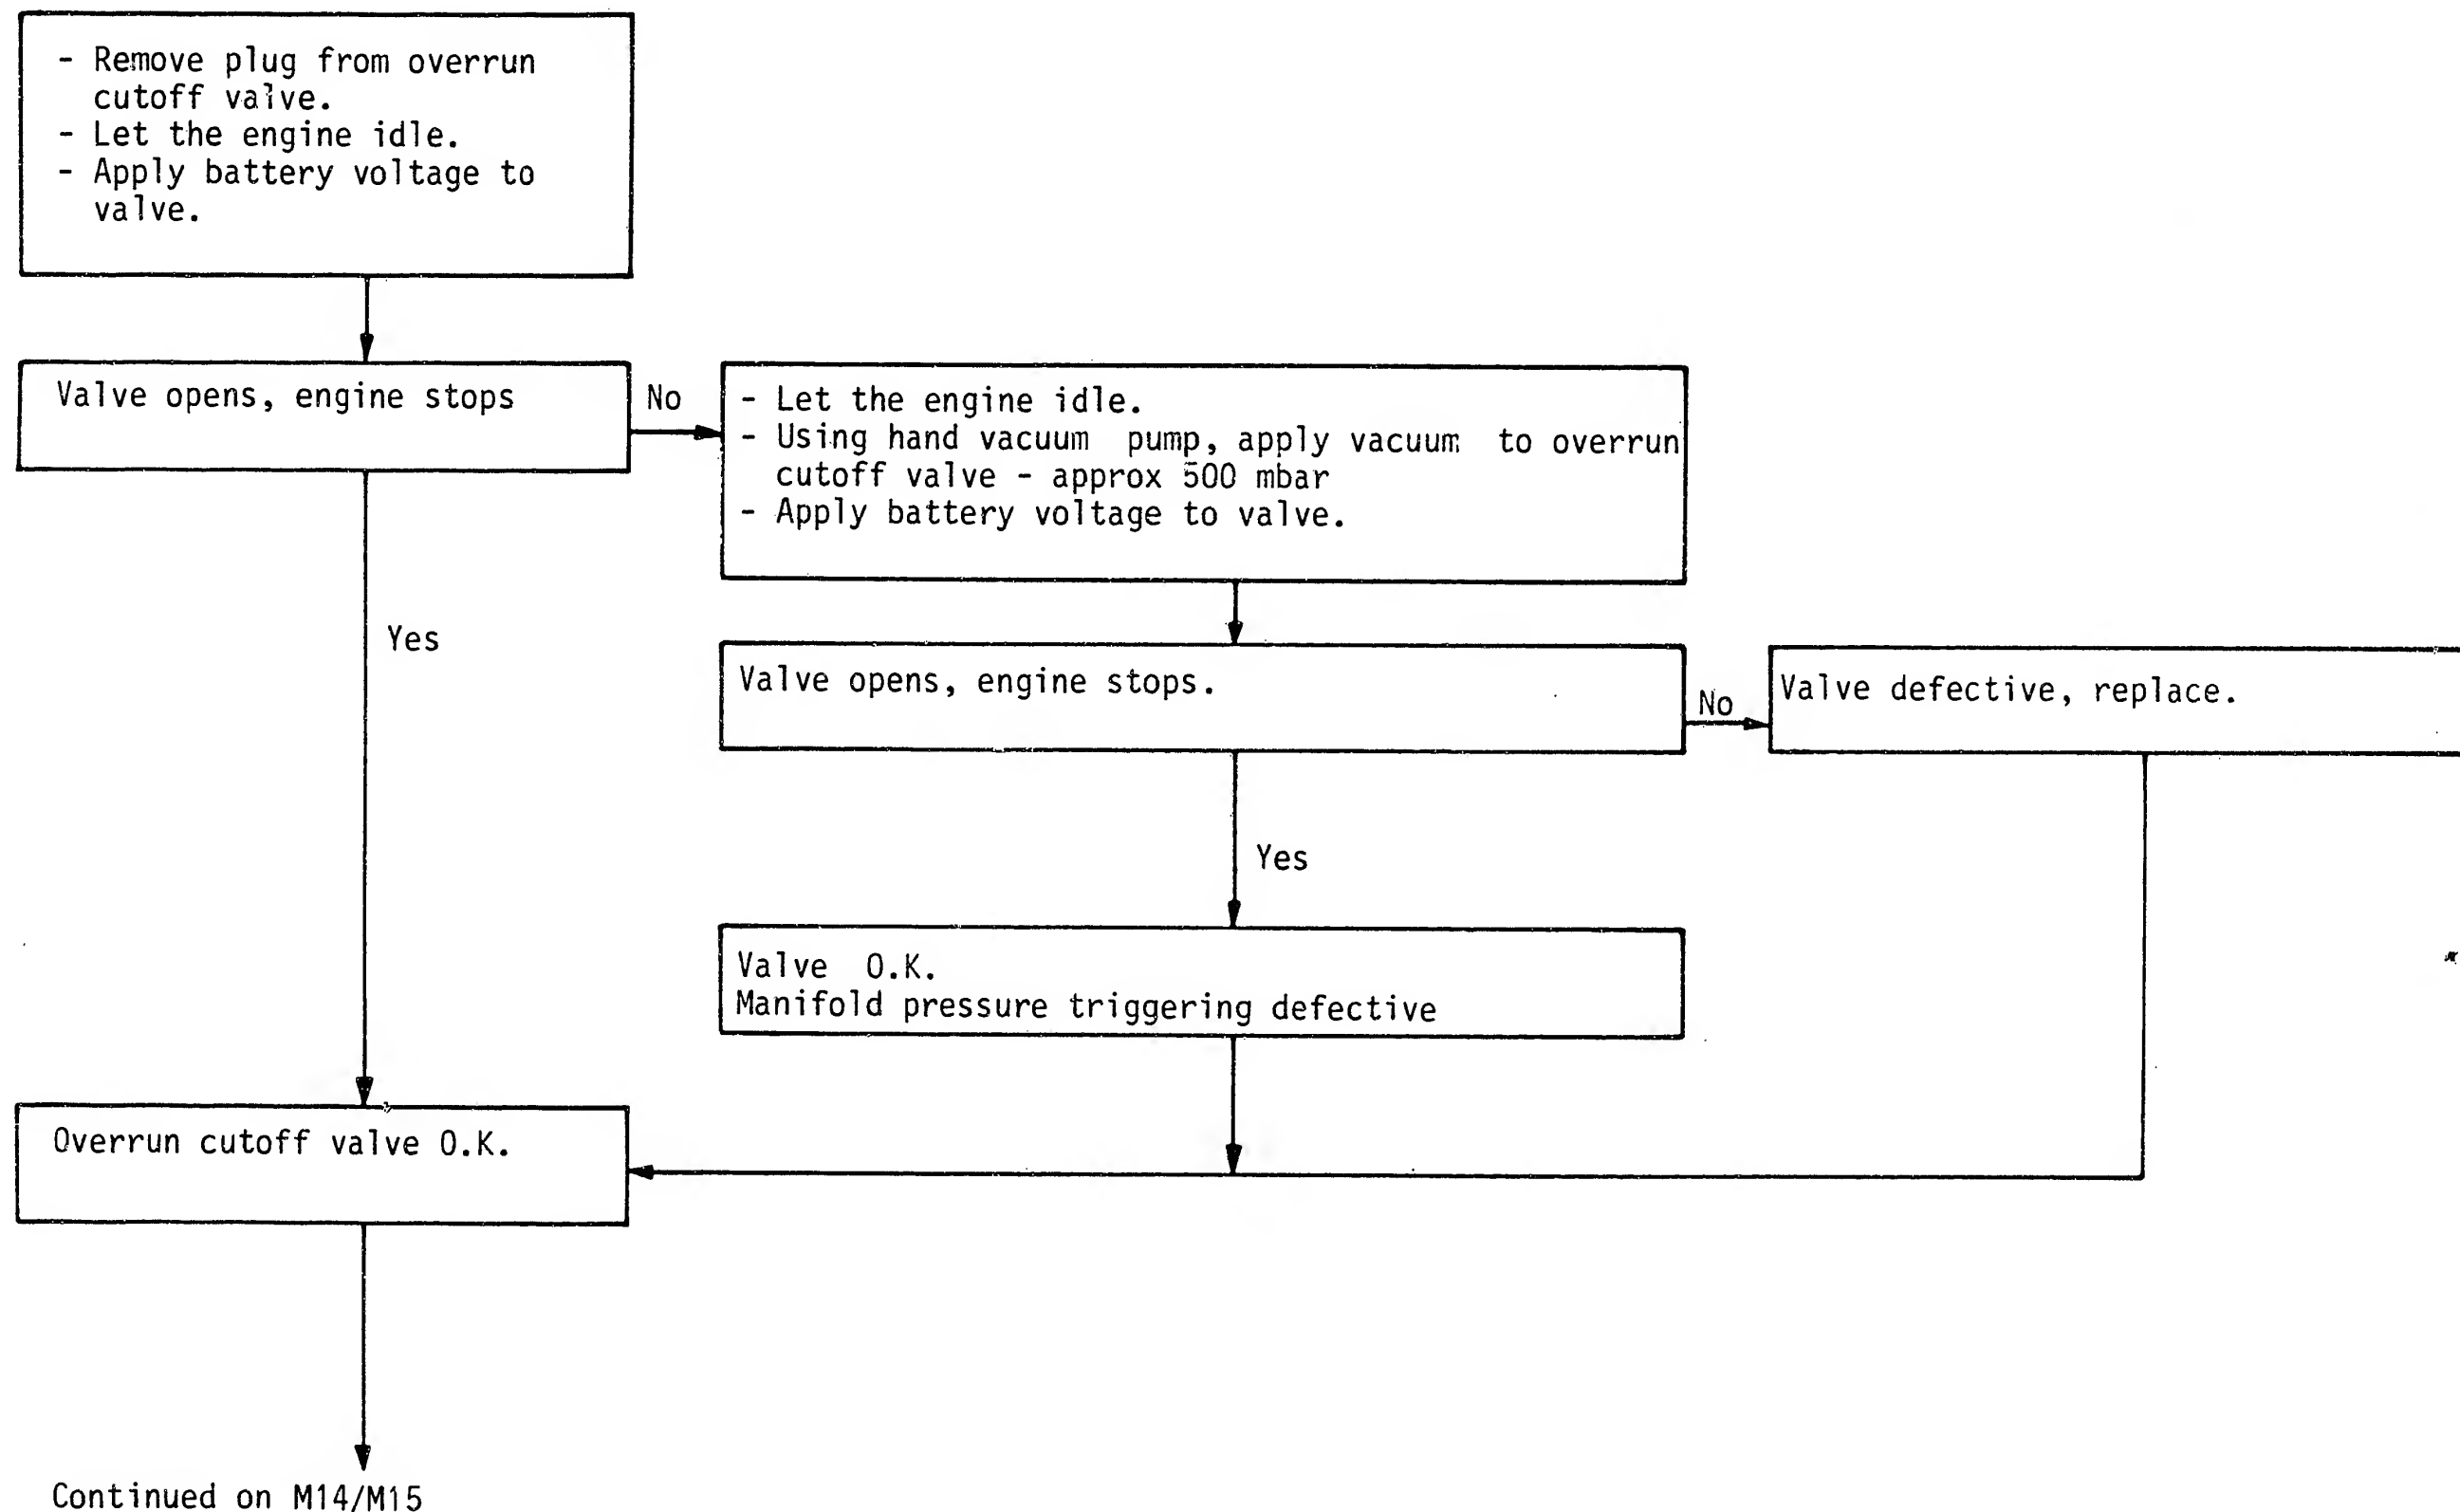 - Remove plug from overrun
cutoff valve.
- Let the engine idle.
- Apply battery voltage to
valve.
Valve opens, engine stops
No
- Let the engine idle.
- Using hand vacuum pump, apply vacuum to overrun
cutoff valve - approx 500 mbar
- Apply battery voltage to valve.
Yes
Valve opens, engine stops.
No
Valve defective, replace.
Yes
Valve O.K.
Manifold pressure triggering defective
Overrun cutoff valve O.K.
Continued on M14/M15